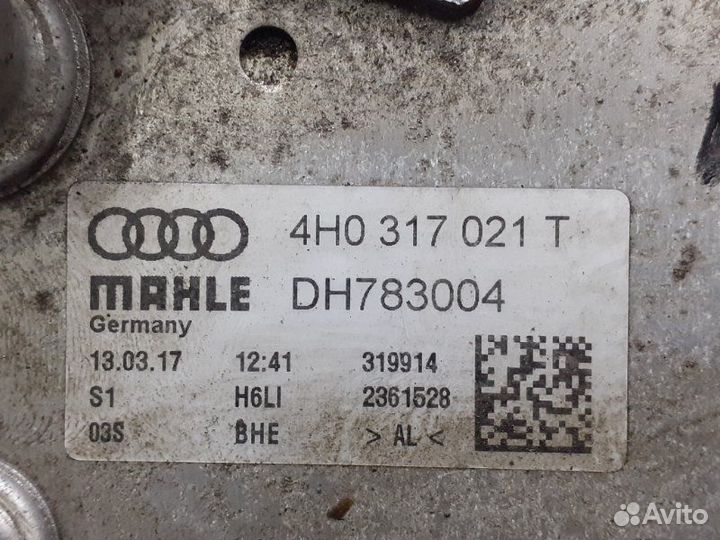 4H0 317 021 T
MAHLE DH783004
Germany
13.03.17 12:41 319914
S1 H6LI 2361528
03S BHE > AL <
Avito